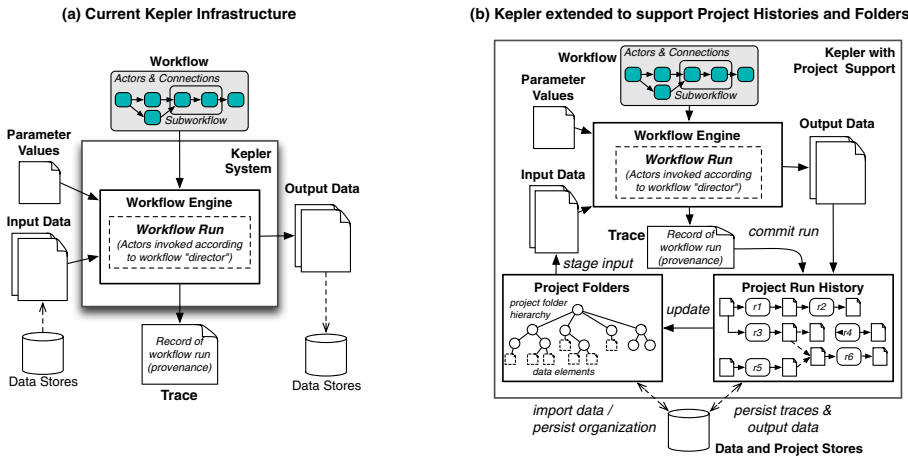 (a) Current Kepler Infrastructure
Workflow
Actors & Connections
Subworkflow
Parameter
Values
Kepler
System
Workflow Engine
Workflow Run
(Actors invoked according
to workflow "director")
Input Data
Output Data
Data Stores
Record of
workflow run
(provenance)
Trace
Data Stores
(b) Kepler extended to support Project Histories and Folders
Kepler with
Project Support
Workflow
Actors & Connections
Subworkflow
Parameter
Values
Workflow Engine
Workflow Run
(Actors invoked according
to workflow "director")
Output Data
Input Data
Trace
Record of
workflow run
(provenance)
commit run
stage input
Project Folders
project folder
hierarchy
data elements
update
Project Run History
r1
r2
r3
r4
r5
r6
import data /
persist organization
persist traces &
output data
Data and Project Stores